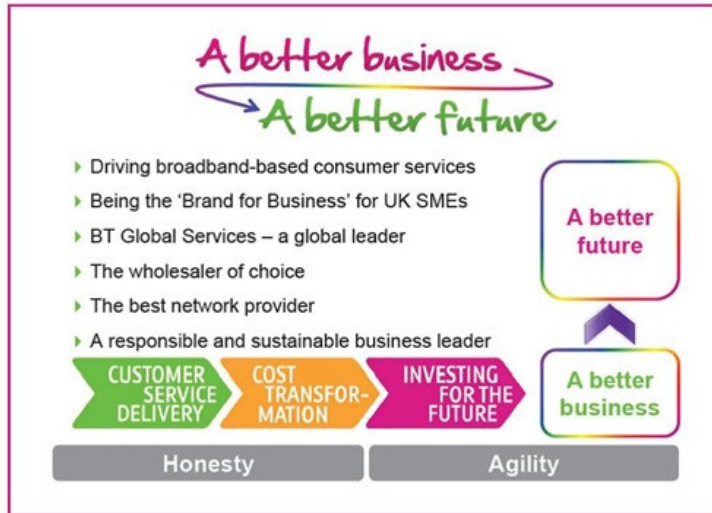 A better business
A better future
Driving broadband-based consumer services
Being the ‘Brand for Business’ for UK SMEs
BT Global Services – a global leader
The wholesaler of choice
The best network provider
A responsible and sustainable business leader
A better
future
CUSTOMER
SERVICE
DELIVERY
COST
TRANSFOR-
MATION
INVESTING
FOR THE
FUTURE
A better
business
Honesty
Agility